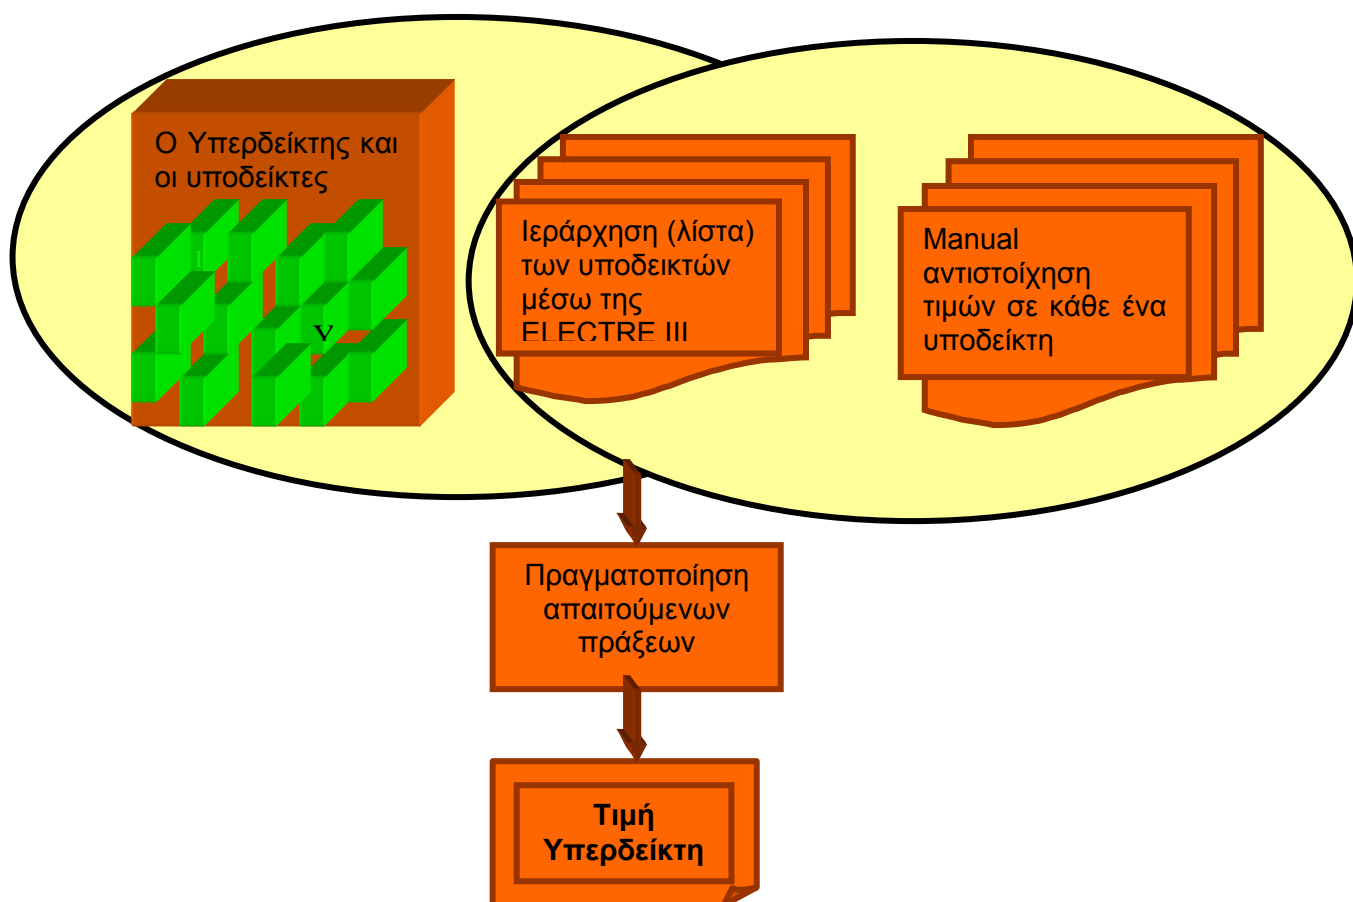 Ο Υπερδείκτης και
οι υποδείκτες
1
ν
Ιεράρχηση (λίστα)
των υποδεικτών
μέσω της
ELECTRE III
Manual
αντιστοίχηση
τιμών σε κάθε ένα
υποδείκτη
Πραγματοποίηση
απαιτούμενων
πράξεων
Τιμή
Υπερδείκτη